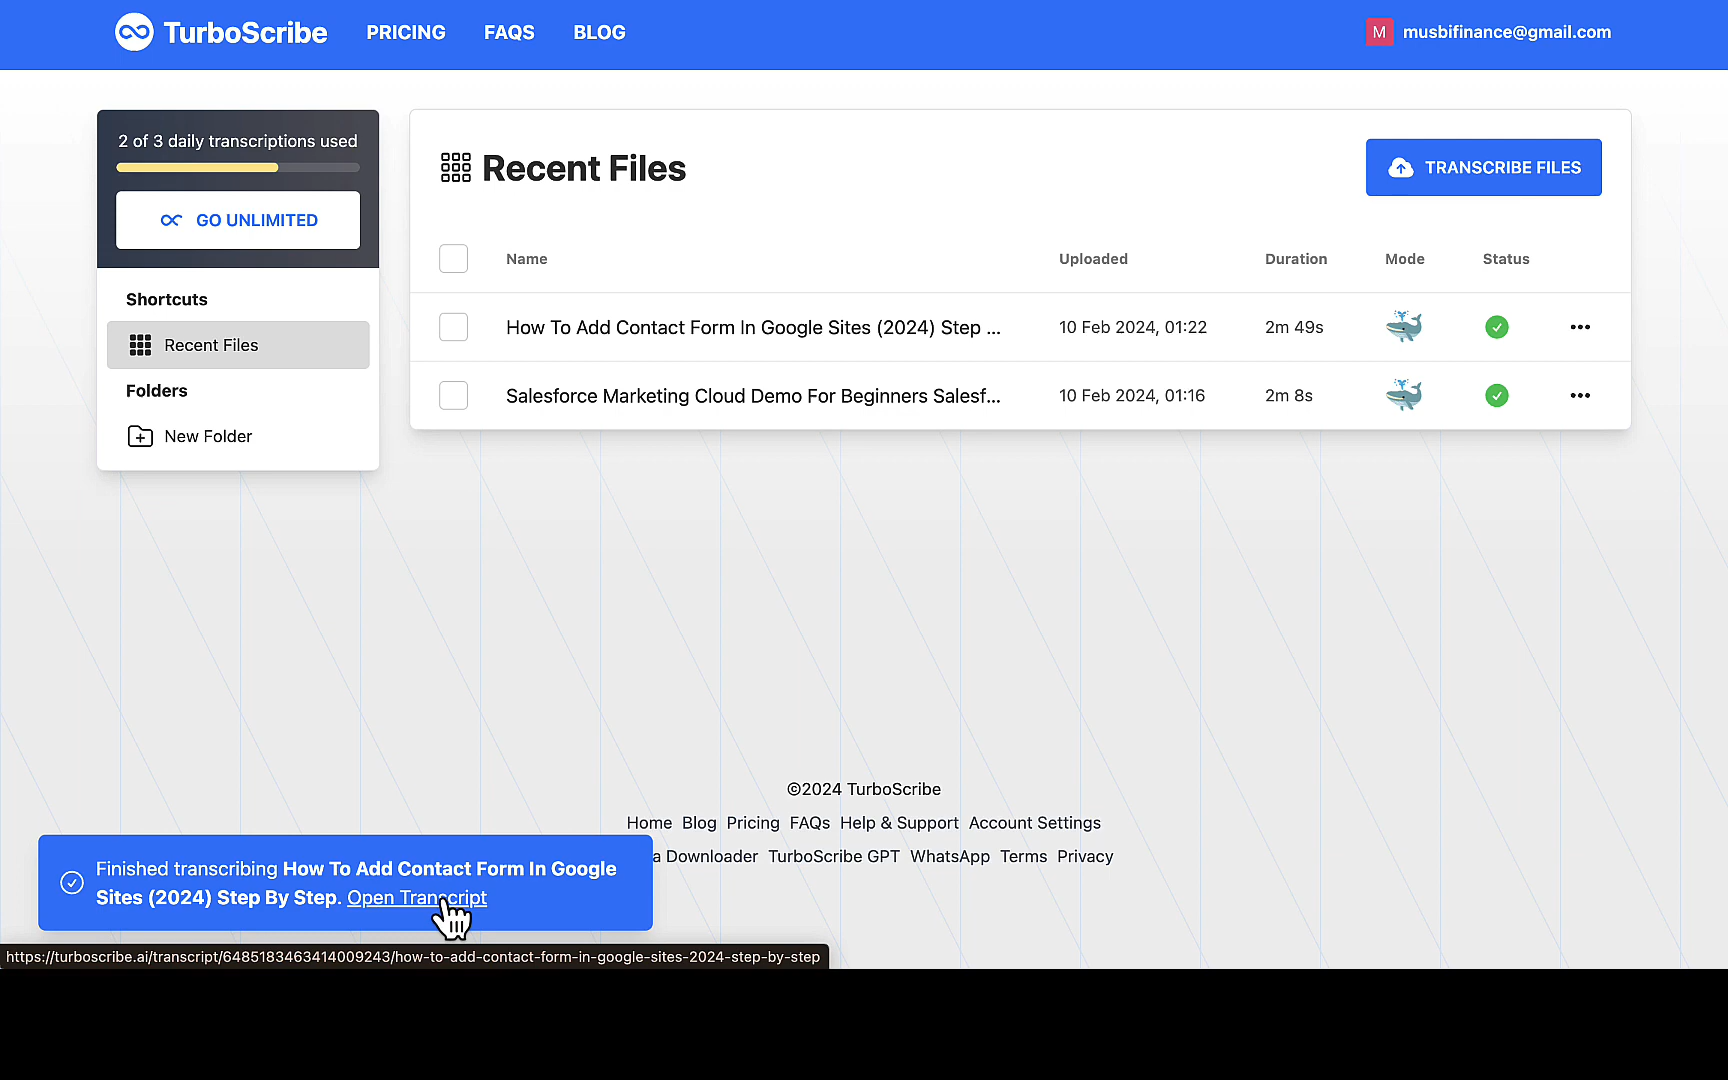 TurboScribe PRICING FAQS BLOG M musbifinance@gmail.com
2 of 3 daily transcriptions used
GO UNLIMITED
Shortcuts
Recent Files
Folders
New Folder
Recent Files
TRANSCRIBE FILES
Name Uploaded Duration Mode Status
How To Add Contact Form In Google Sites (2024) Step ... 10 Feb 2024, 01:22 2m 49s
Salesforce Marketing Cloud Demo For Beginners Salesf... 10 Feb 2024, 01:16 2m 8s
©2024 TurboScribe
Home Blog Pricing FAQs Help & Support Account Settings
a Downloader TurboScribe GPT WhatsApp Terms Privacy
Finished transcribing How To Add Contact Form In Google
Sites (2024) Step By Step. Open Transcript
https://turboscribe.ai/transcript/6485183463414009243/how-to-add-contact-form-in-google-sites-2024-step-by-step